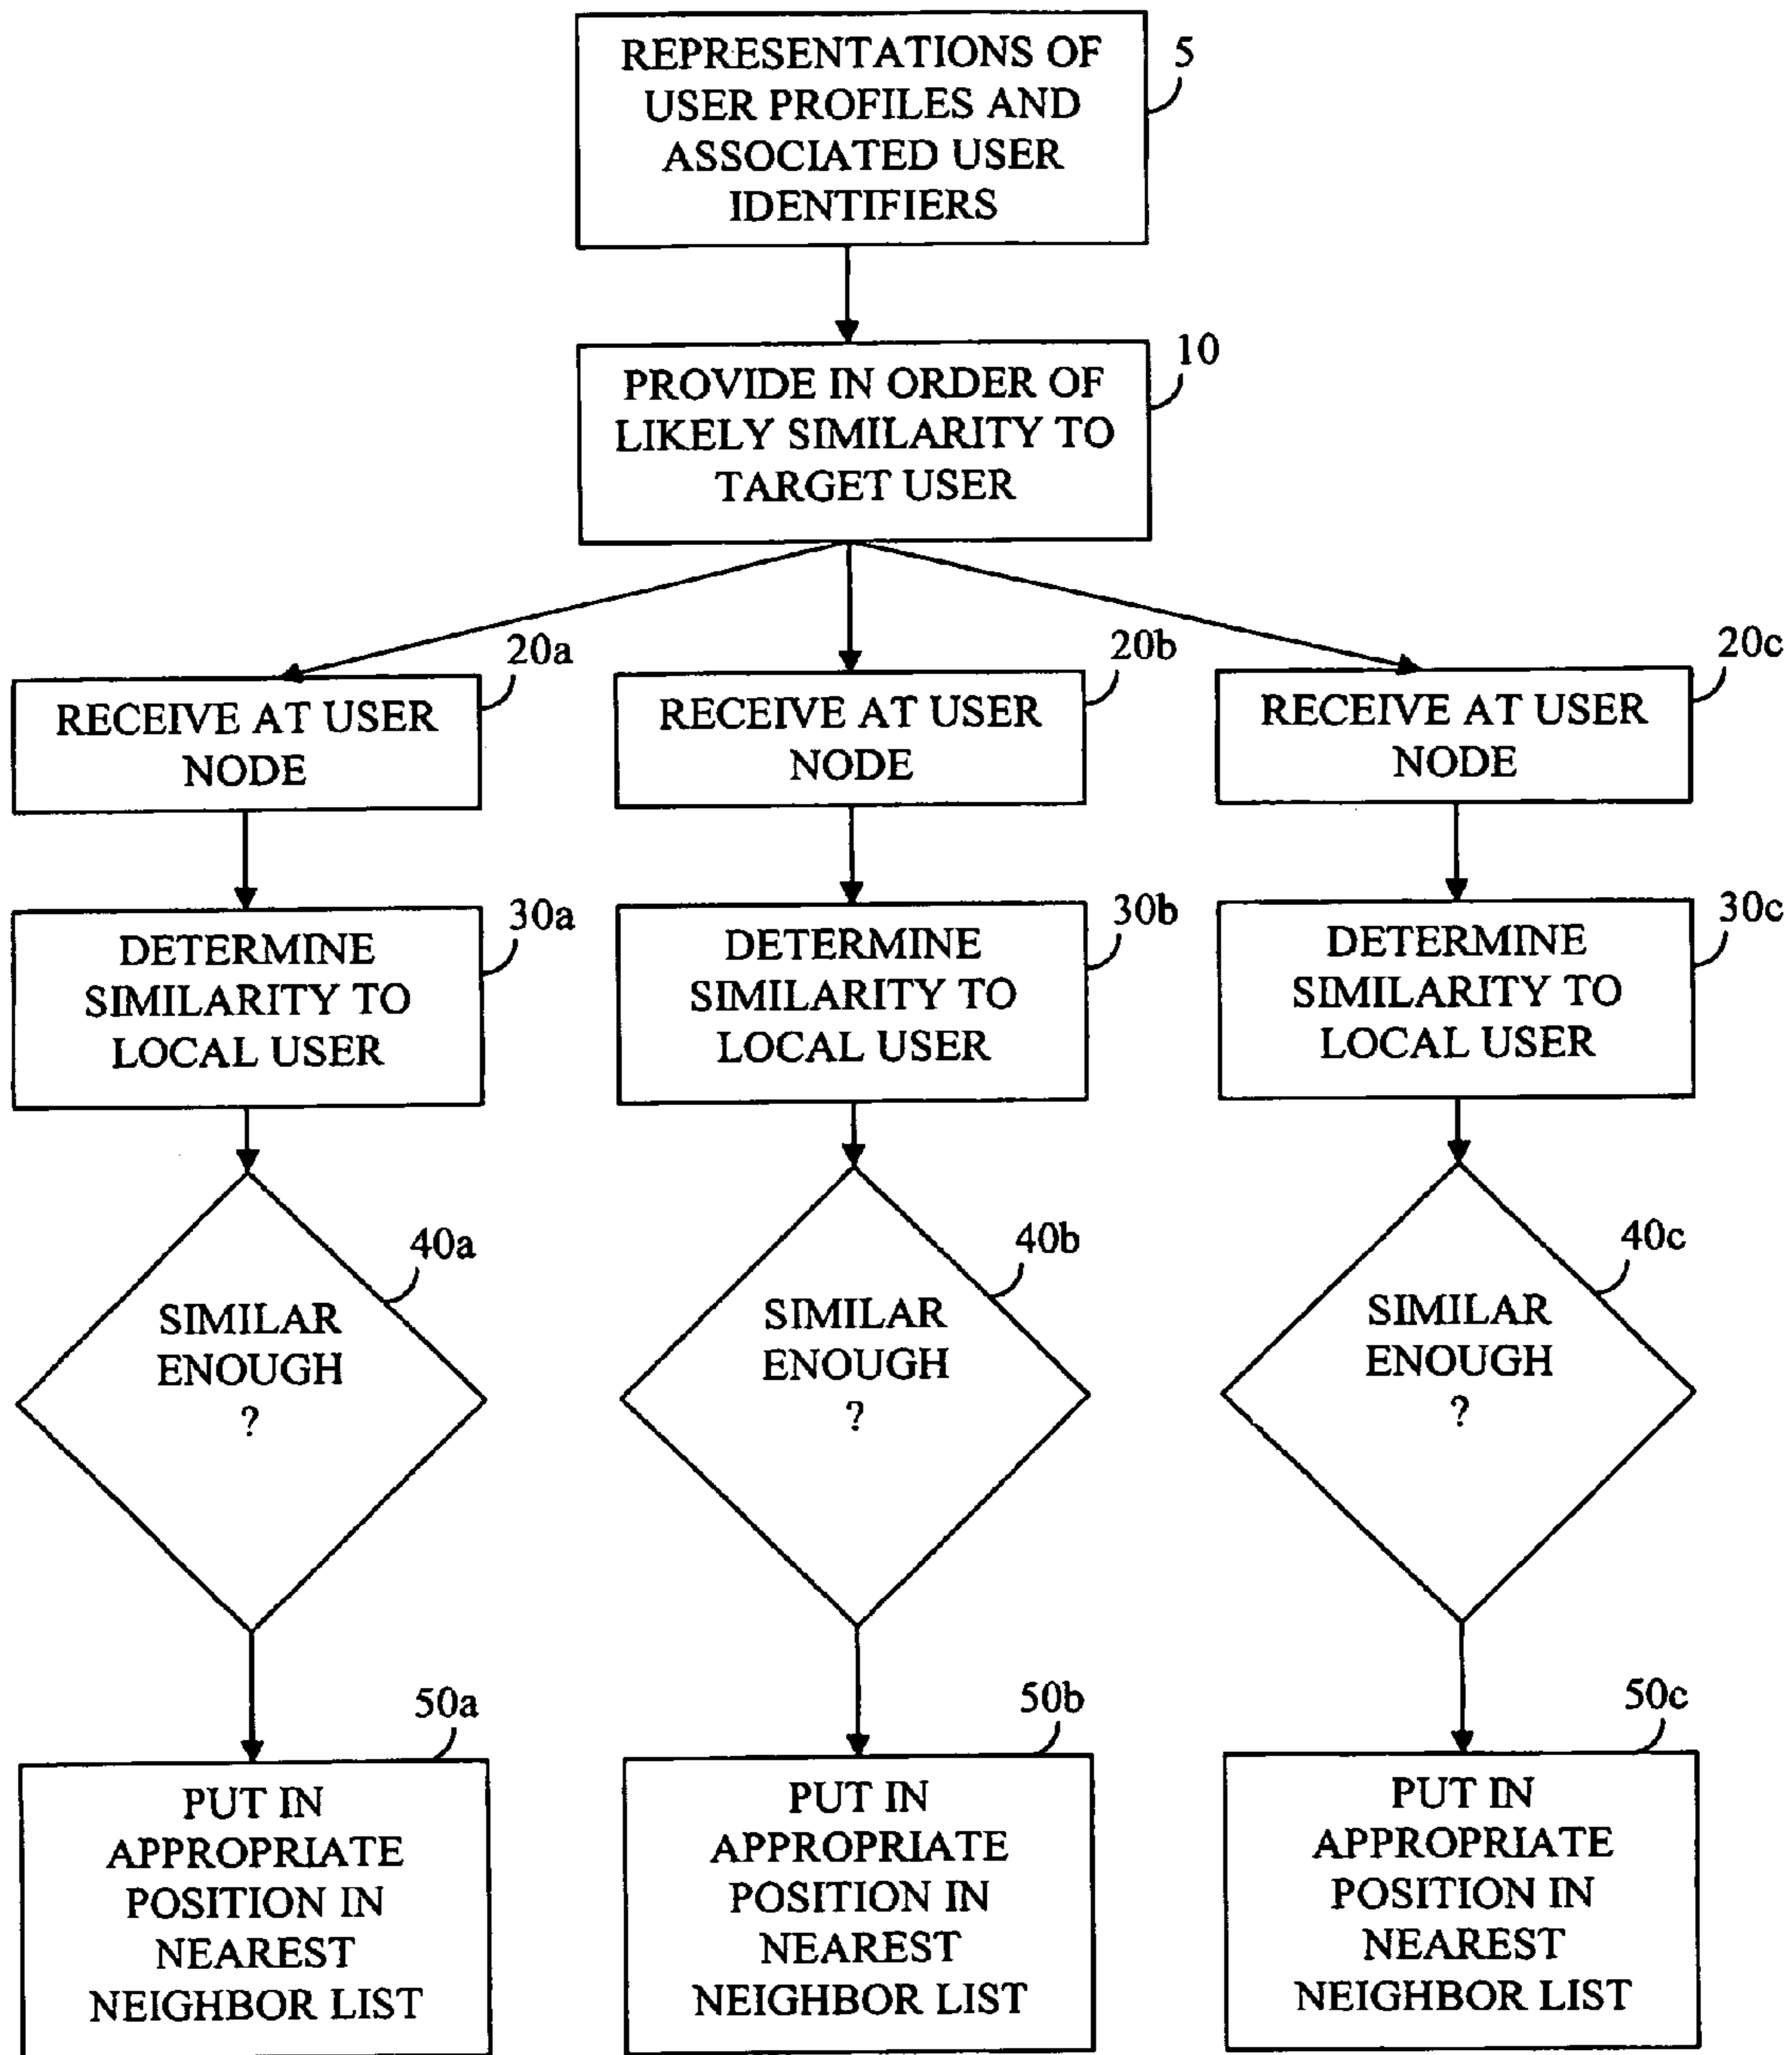 REPRESENTATIONS OF
USER PROFILES AND
ASSOCIATED USER
IDENTIFIERS
5
PROVIDE IN ORDER OF
LIKELY SIMILARITY TO
TARGET USER
10
20a
RECEIVE AT USER
NODE
20b
RECEIVE AT USER
NODE
20c
RECEIVE AT USER
NODE
30a
DETERMINE
SIMILARITY TO
LOCAL USER
30b
DETERMINE
SIMILARITY TO
LOCAL USER
30c
DETERMINE
SIMILARITY TO
LOCAL USER
40a
SIMILAR
ENOUGH
?
40b
SIMILAR
ENOUGH
?
40c
SIMILAR
ENOUGH
?
50a
PUT IN
APPROPRIATE
POSITION IN
NEAREST
NEIGHBOR LIST
50b
PUT IN
APPROPRIATE
POSITION IN
NEAREST
NEIGHBOR LIST
50c
PUT IN
APPROPRIATE
POSITION IN
NEAREST
NEIGHBOR LIST